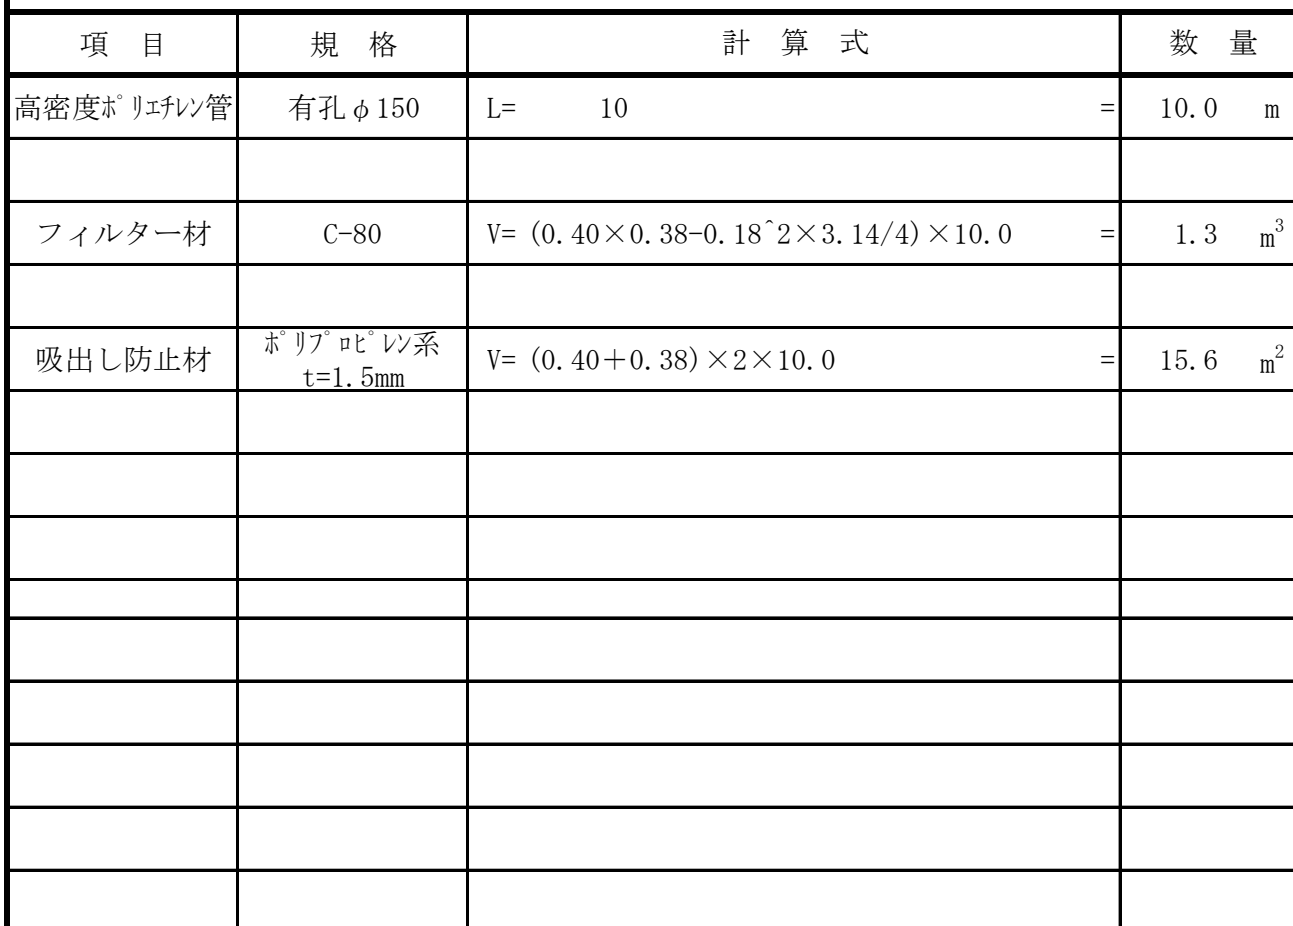 項　目　規　格　計　算　式　数　量
高密度ﾎﾟﾘｴﾁﾚﾝ管　有孔φ150　L=　10　=　10.0　m
フィルター材　C-80　V= (0.40×0.38-0.18^2×3.14/4)×10.0　=　1.3　m³
吹出し防止材　ﾎﾟﾘﾌﾟﾛﾋﾟﾚﾝ系　V= (0.40＋0.38)×2×10.0　=　15.6　m²
t=1.5mm